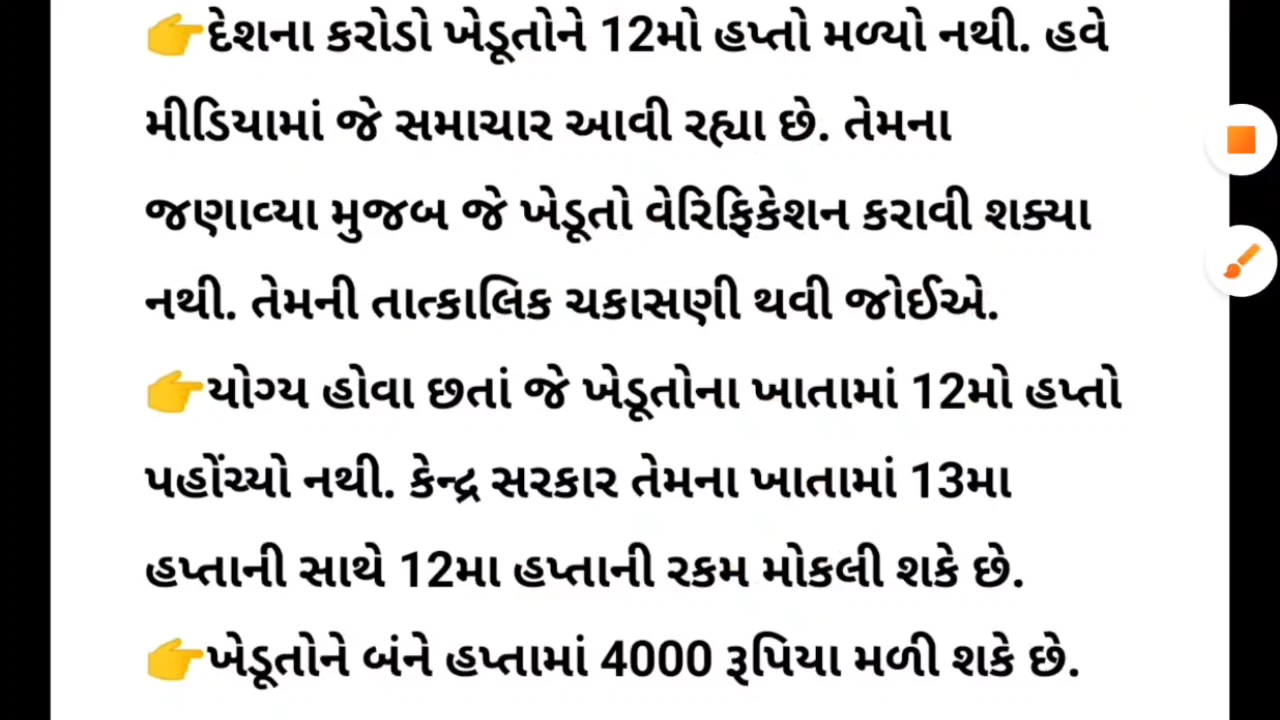 👉દેશના કરોડો ખેડૂતોને 12મો હપ્તો મળ્યો નથી. હવે
મીડિયામાં જે સમાચાર આવી રહ્યા છે. તેમના
જણાવ્યા મુજબ જે ખેડૂતો વેરિફિકેશન કરાવી શક્યા
નથી. તેમની તાત્કાલિક ચકાસણી થવી જોઈએ.
👉યોગ્ય હોવા છતાં જે ખેડૂતોના ખાતામાં 12મો હપ્તો
પહોંચ્યો નથી. કેન્દ્ર સરકાર તેમના ખાતામાં 13મા
હપ્તાની સાથે 12મા હપ્તાની રકમ મોકલી શકે છે.
👉ખેડૂતોને બંને હપ્તામાં 4000 રૂપિયા મળી શકે છે.